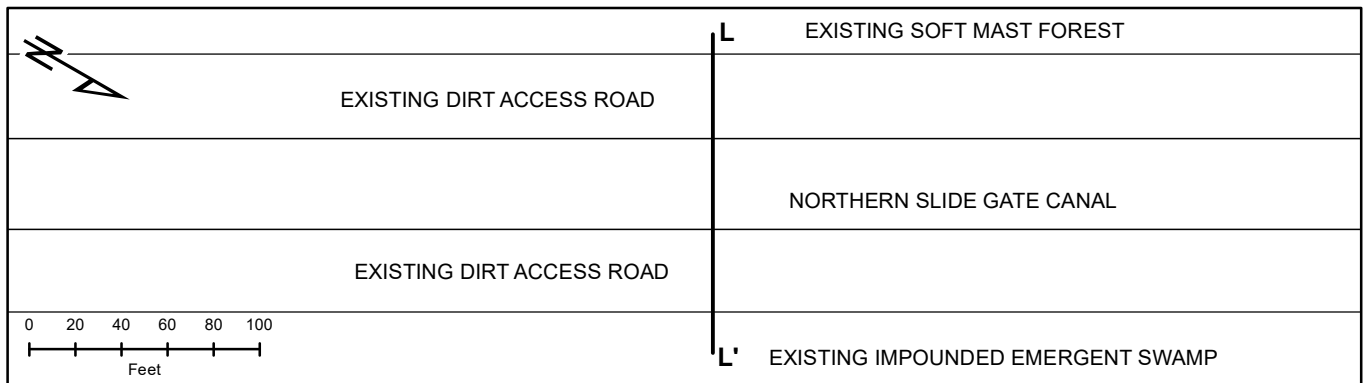 L EXISTING SOFT MAST FOREST
N
EXISTING DIRT ACCESS ROAD
NORTHERN SLIDE GATE CANAL
EXISTING DIRT ACCESS ROAD
0 20 40 60 80 100
Feet
L' EXISTING IMPOUNDED EMERGENT SWAMP